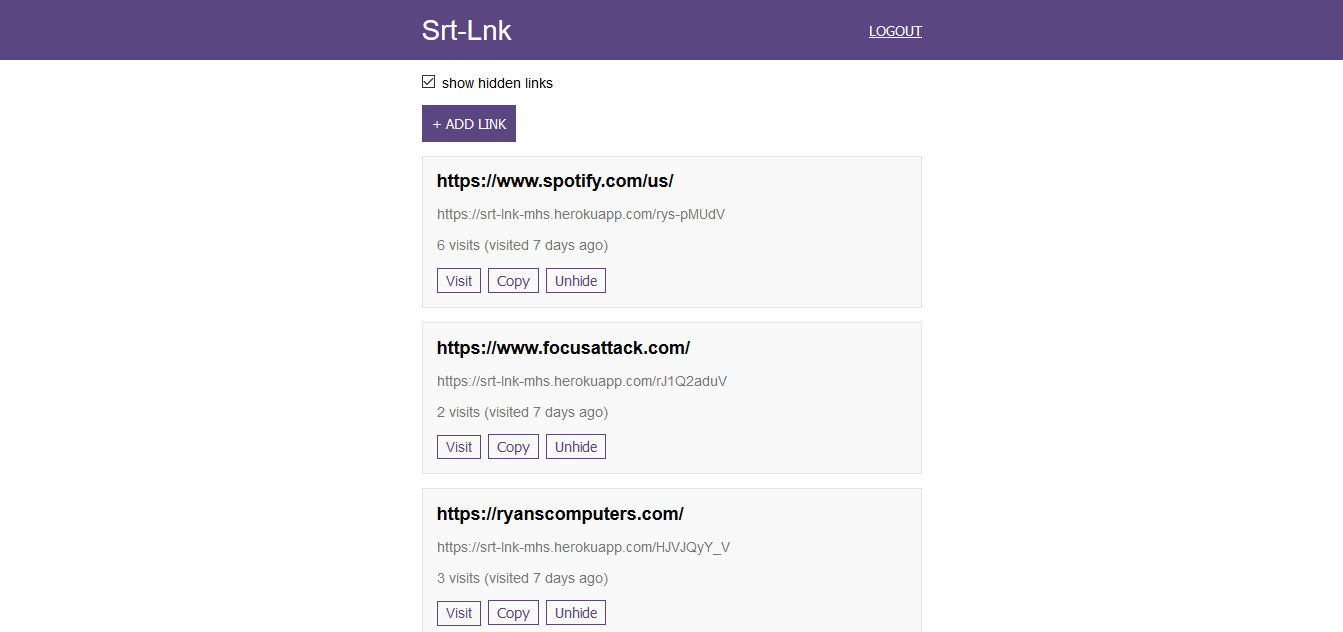 Srt-Lnk
LOGOUT
show hidden links
+ ADD LINK
https://www.spotify.com/us/
https://srt-lnk-mhs.herokuapp.com/rys-pMUdV
6 visits (visited 7 days ago)
Visit Copy Unhide
https://www.focusattack.com/
https://srt-lnk-mhs.herokuapp.com/rJ1Q2aduV
2 visits (visited 7 days ago)
Visit Copy Unhide
https://ryanscomputers.com/
https://srt-lnk-mhs.herokuapp.com/HJVJQyY_V
3 visits (visited 7 days ago)
Visit Copy Unhide